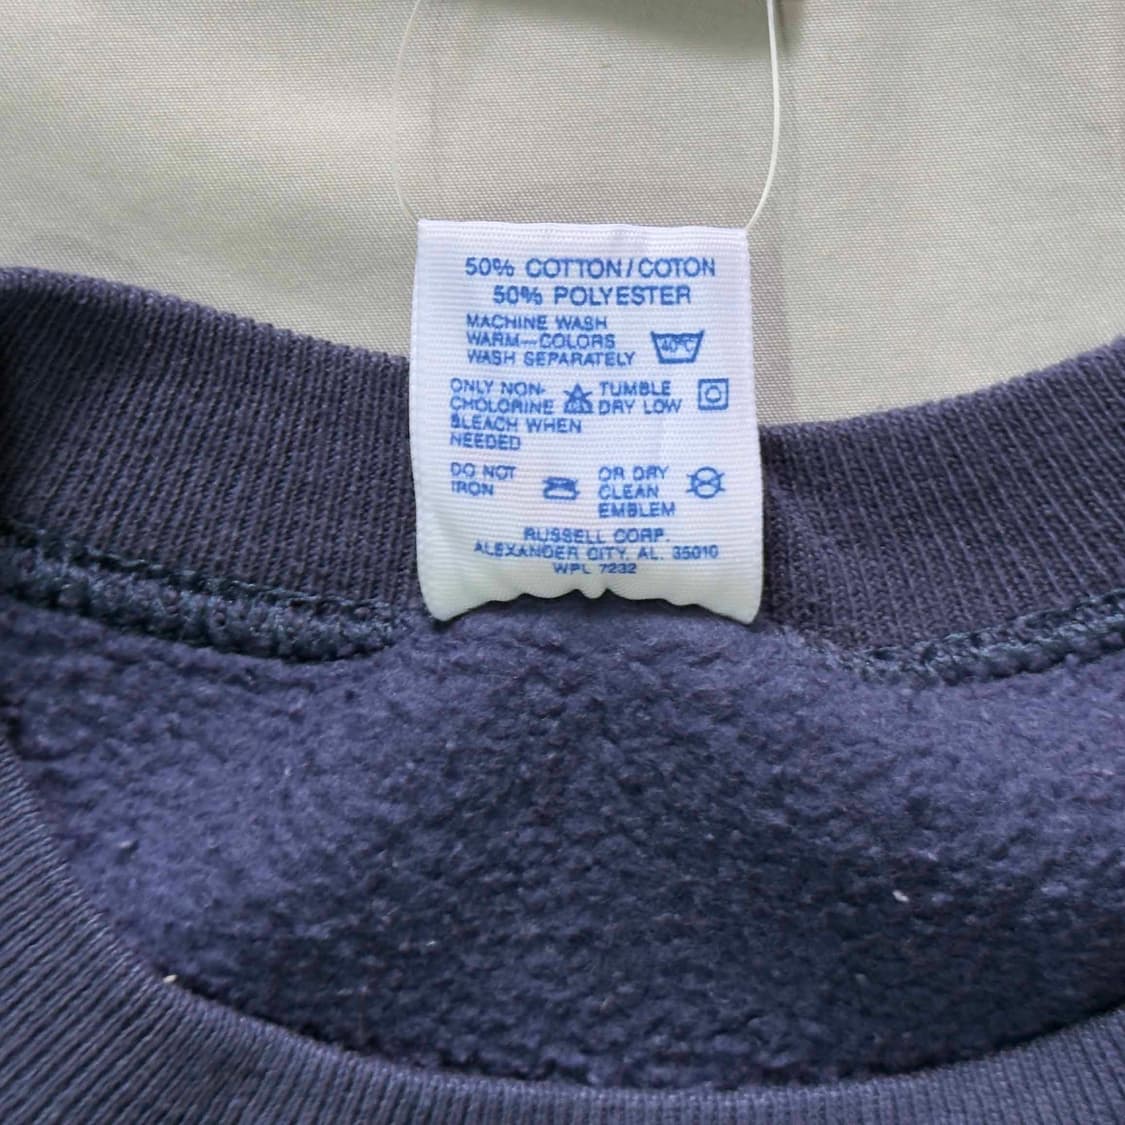 50% COTTON/COTON
50% POLYESTER
MACHINE WASH
WARM—COLORS
WASH SEPARATELY
40°C
ONLY NON-
CHOLORINE
BLEACH WHEN
NEEDED
TUMBLE
DRY LOW
DO NOT
IRON
OR DRY
CLEAN
EMBLEM
RUSSELL CORP.
ALEXANDER CITY, AL. 35010
WPL 7232